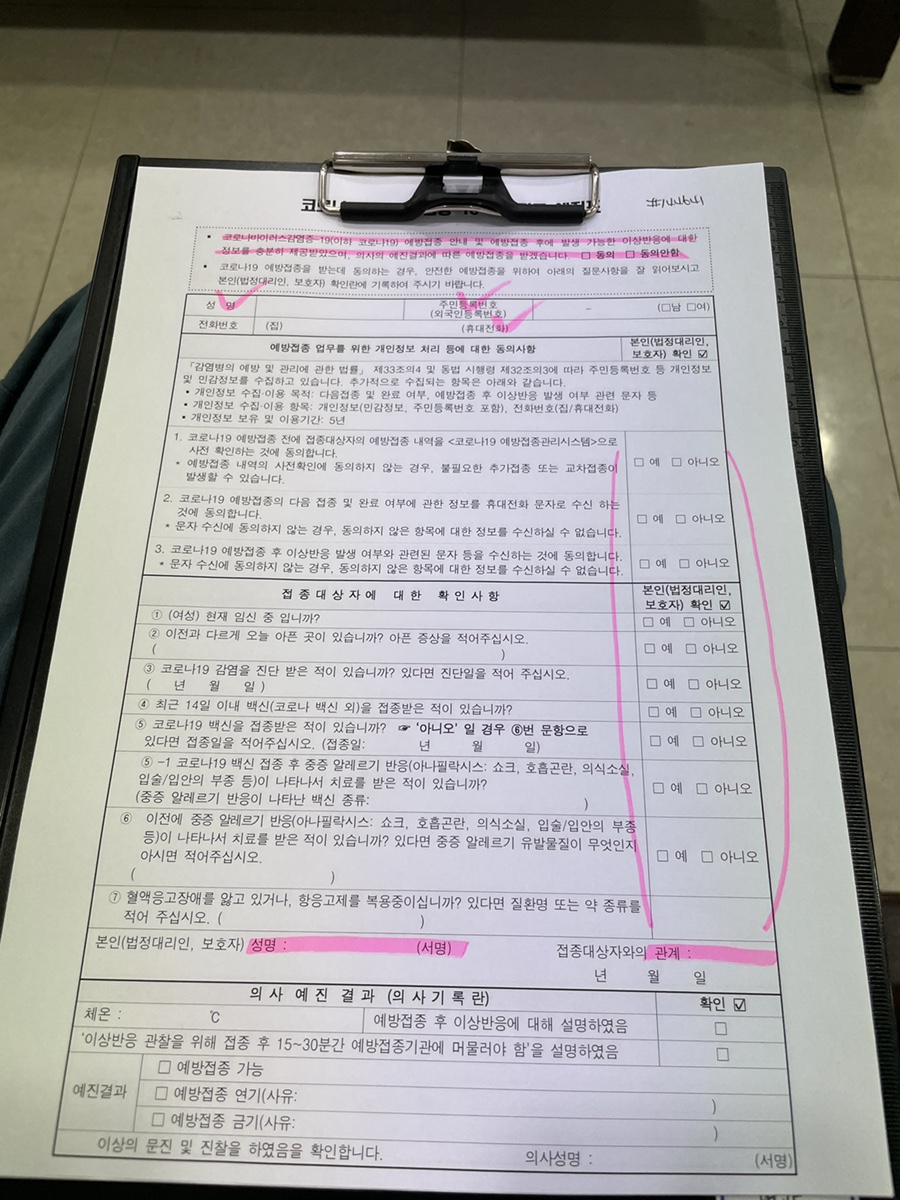 • 코로나바이러스감염증-19(이하 코로나19) 예방접종 안내 및 예방접종 후에 발생 가능한 이상반응에 대한
정보를 충분히 제공받았으며, 의사의 예진결과에 따른 예방접종을 받겠습니다 □ 동의 □ 동의안함
• 코로나19 예방접종을 받는데 동의하는 경우, 안전한 예방접종을 위하여 아래의 질문사항을 잘 읽어보시고
본인(법정대리인, 보호자) 확인란에 기록하여 주시기 바랍니다.
성 명 주민등록번호 (외국인등록번호) - (□남 □여)
전화번호 (집) (휴대전화)
예방접종 업무를 위한 개인정보 처리 등에 대한 동의사항 본인(법정대리인, 보호자) 확인 ☑
「감염병의 예방 및 관리에 관한 법률」 제33조의4 및 동법 시행령 제32조의3에 따라 주민등록번호 등 개인정보
및 민감정보를 수집하고 있습니다. 추가적으로 수집되는 항목은 아래와 같습니다.
• 개인정보 수집·이용 목적: 다음접종 및 완료 여부, 예방접종 후 이상반응 발생 여부 관련 문자 등
• 개인정보 수집·이용 항목: 개인정보(민감정보, 주민등록번호 포함), 전화번호(집/휴대전화)
• 개인정보 보유 및 이용기간: 5년
1. 코로나19 예방접종 전에 접종대상자의 예방접종 내역을 <코로나19 예방접종관리시스템>으로
사전 확인하는 것에 동의합니다.
* 예방접종 내역의 사전확인에 동의하지 않는 경우, 불필요한 추가접종 또는 교차접종이
발생할 수 있습니다.
□ 예 □ 아니오
2. 코로나19 예방접종의 다음 접종 및 완료 여부에 관한 정보를 휴대전화 문자로 수신 하는
것에 동의합니다.
* 문자 수신에 동의하지 않는 경우, 동의하지 않은 항목에 대한 정보를 수신하실 수 없습니다.
□ 예 □ 아니오
3. 코로나19 예방접종 후 이상반응 발생 여부와 관련된 문자 등을 수신하는 것에 동의합니다.
* 문자 수신에 동의하지 않는 경우, 동의하지 않은 항목에 대한 정보를 수신하실 수 없습니다.
□ 예 □ 아니오
접종대상자에 대한 확인사항 본인(법정대리인, 보호자) 확인 ☑
① (여성) 현재 임신 중 입니까? □ 예 □ 아니오
② 이전과 다르게 오늘 아픈 곳이 있습니까? 아픈 증상을 적어주십시오.
( ) □ 예 □ 아니오
③ 코로나19 감염을 진단 받은 적이 있습니까? 있다면 진단일을 적어 주십시오.
( 년 월 일 ) □ 예 □ 아니오
④ 최근 14일 이내 백신(코로나 백신 외)을 접종받은 적이 있습니까? □ 예 □ 아니오
⑤ 코로나19 백신을 접종받은 적이 있습니까? ☞ '아니오' 일 경우 ⑥번 문항으로
있다면 접종일을 적어주십시오. (접종일: 년 월 일) □ 예 □ 아니오
⑤ -1 코로나19 백신 접종 후 중증 알레르기 반응(아나필락시스: 쇼크, 호흡곤란, 의식소실,
입술/입안의 부종 등)이 나타나서 치료를 받은 적이 있습니까?
(중증 알레르기 반응이 나타난 백신 종류: )
□ 예 □ 아니오
⑥ 이전에 중증 알레르기 반응(아나필락시스: 쇼크, 호흡곤란, 의식소실, 입술/입안의 부종
등)이 나타나서 치료를 받은 적이 있습니까? 있다면 중증 알레르기 유발물질이 무엇인지
아시면 적어주십시오.
( )
□ 예 □ 아니오
⑦ 혈액응고장애를 앓고 있거나, 항응고제를 복용중이십니까? 있다면 질환명 또는 약 종류를
적어 주십시오. ( )
본인(법정대리인, 보호자) 성명 : (서명) 접종대상자와의 관계 :
년 월 일
의사 예진 결과 (의사기록란) 확인 ☑
체온 : ℃ 예방접종 후 이상반응에 대해 설명하였음 □
'이상반응 관찰을 위해 접종 후 15~30분간 예방접종기관에 머물러야 함'을 설명하였음 □
예진결과
□ 예방접종 가능
□ 예방접종 연기(사유: )
□ 예방접종 금기(사유: )
이상의 문진 및 진찰을 하였음을 확인합니다. 의사성명 : (서명)